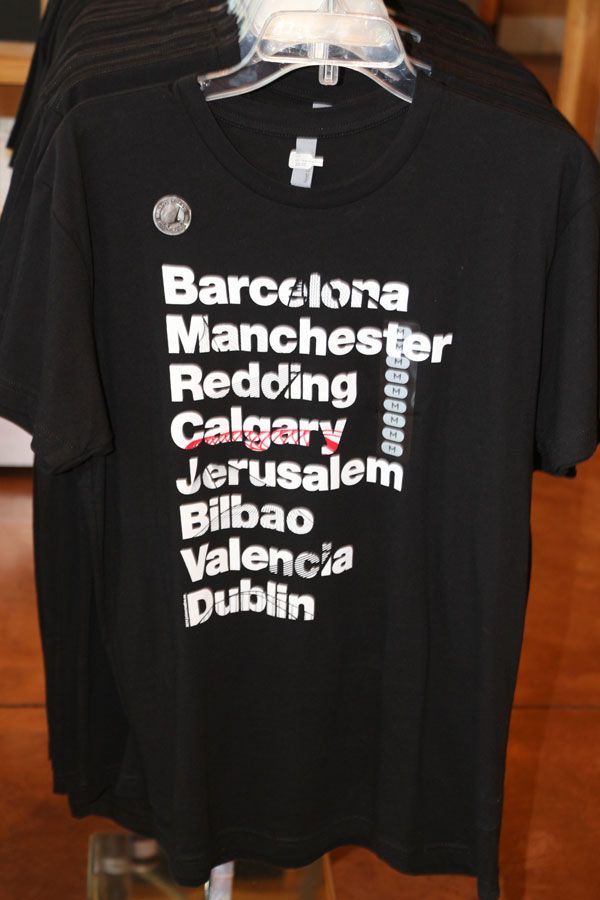 Barcelona
Manchester
Redding
Calgary
Jerusalem
Bilbao
Valencia
Dublin
M
M
M
M
M
M
M
M